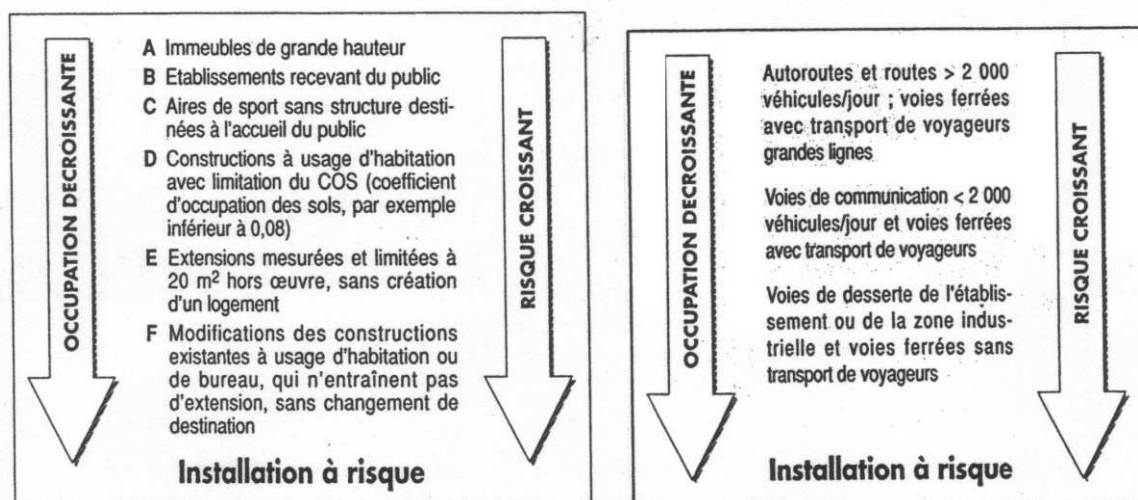 OCCUPATION DECROISSANTE
A Immeubles de grande hauteur
B Etablissements recevant du public
C Aires de sport sans structure desti-
nées à l'accueil du public
D Constructions à usage d'habitation
avec limitation du COS (coefficient
d'occupation des sols, par exemple
inférieur à 0,08)
E Extensions mesurées et limitées à
20 m² hors œuvre, sans création
d'un logement
F Modifications des constructions
existantes à usage d'habitation ou
de bureau, qui n'entraînent pas
d'extension, sans changement de
destination
RISQUE CROISSANT
Installation à risque
OCCUPATION DECROISSANTE
Autoroutes et routes > 2 000
véhicules/jour ; voies ferrées
avec transport de voyageurs
grandes lignes
Voies de communication < 2 000
véhicules/jour et voies ferrées
avec transport de voyageurs
Voies de desserte de l'établis-
sement ou de la zone indus-
trielle et voies ferrées sans
transport de voyageurs
RISQUE CROISSANT
Installation à risque